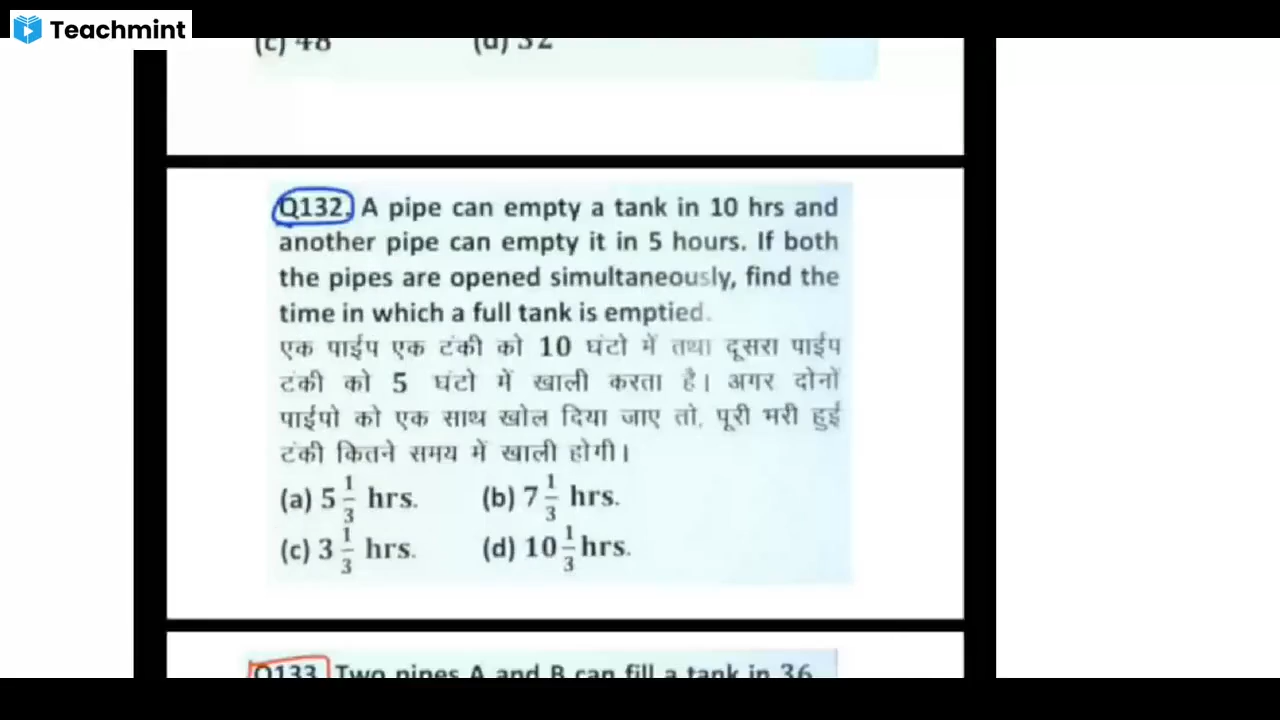 Teachmint
(c) 48 (d) 32
Q132. A pipe can empty a tank in 10 hrs and
another pipe can empty it in 5 hours. If both
the pipes are opened simultaneously, find the
time in which a full tank is emptied.
एक पाईप एक टंकी को 10 घंटो में तथा दूसरा पाईप
टंकी को 5 घंटो में खाली करता है। अगर दोनों
पाईपो को एक साथ खोल दिया जाए तो, पूरी भरी हुई
टंकी कितने समय में खाली होगी।
(a) 5 1/3 hrs. (b) 7 1/3 hrs.
(c) 3 1/3 hrs. (d) 10 1/3 hrs.
Q133. Two pipes A and B can fill a tank in 36